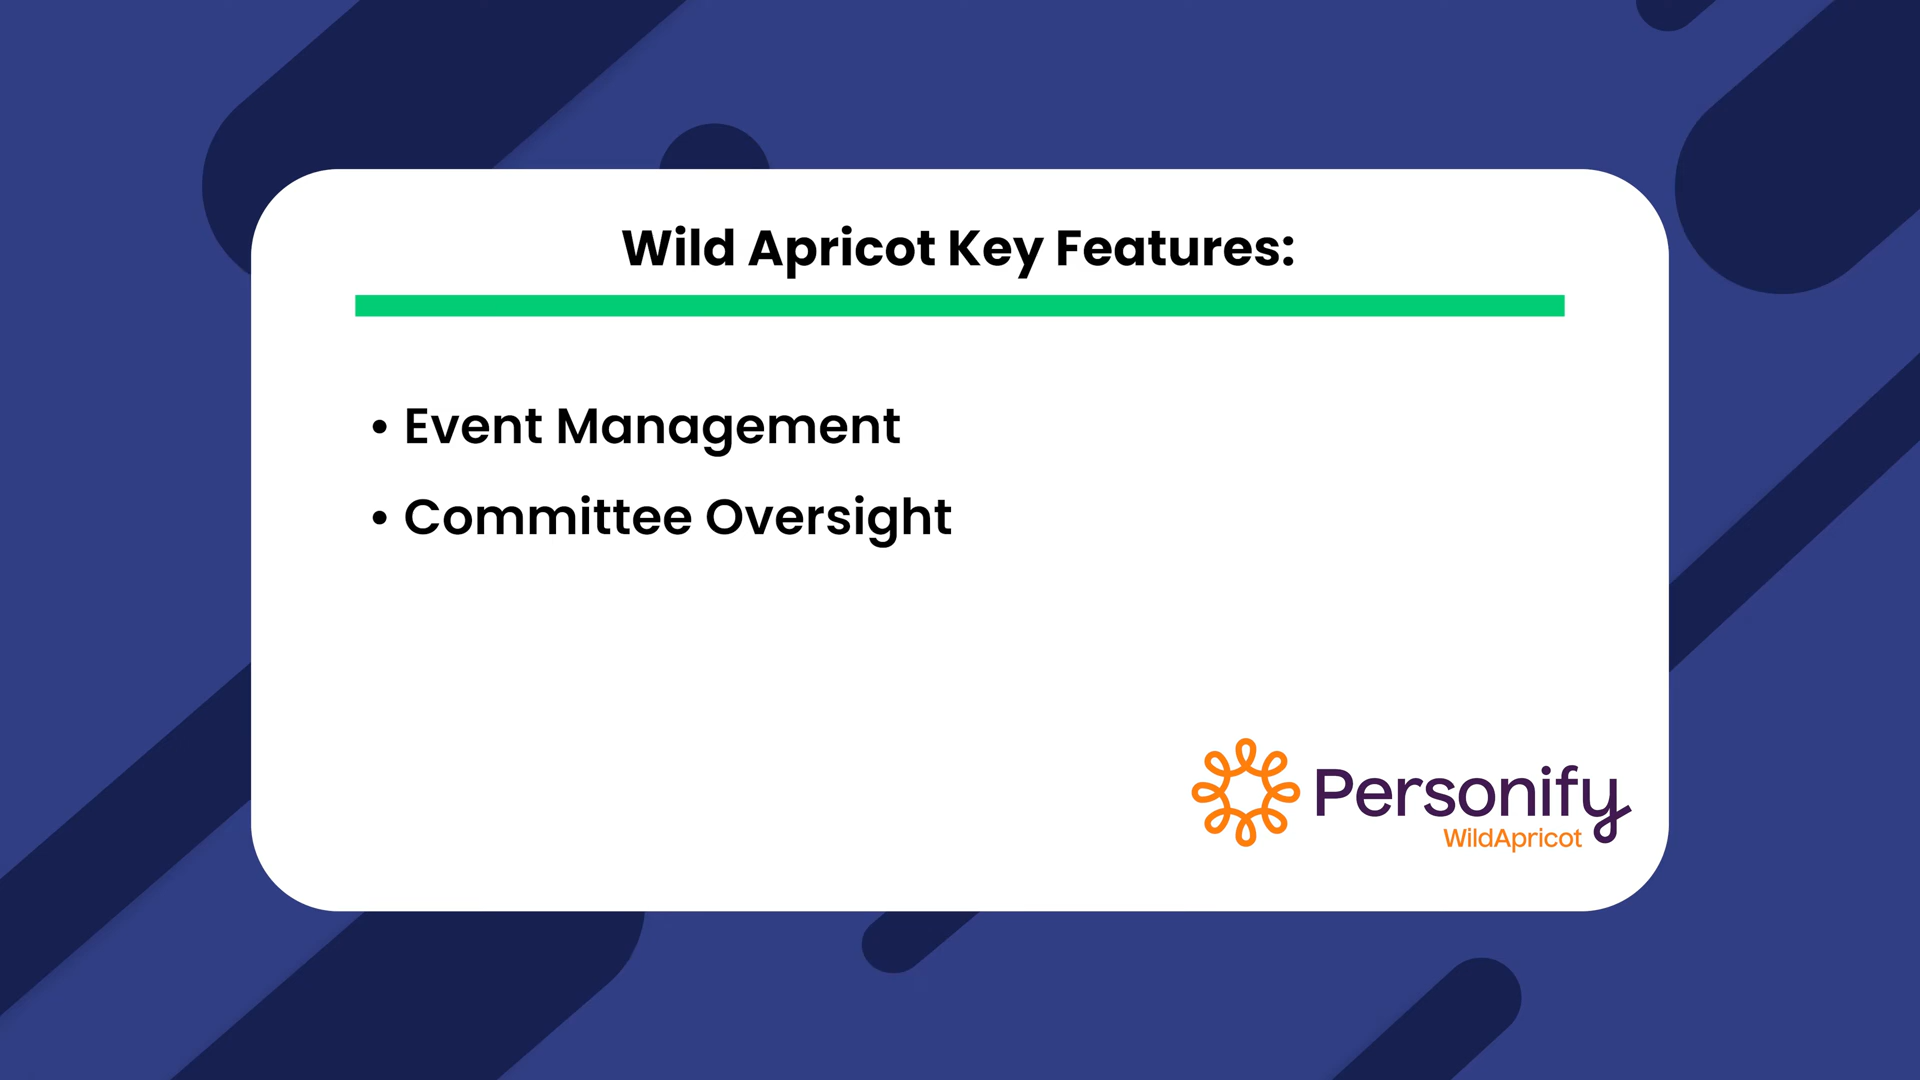 Wild Apricot Key Features:
• Event Management
• Committee Oversight
Personify
WildApricot